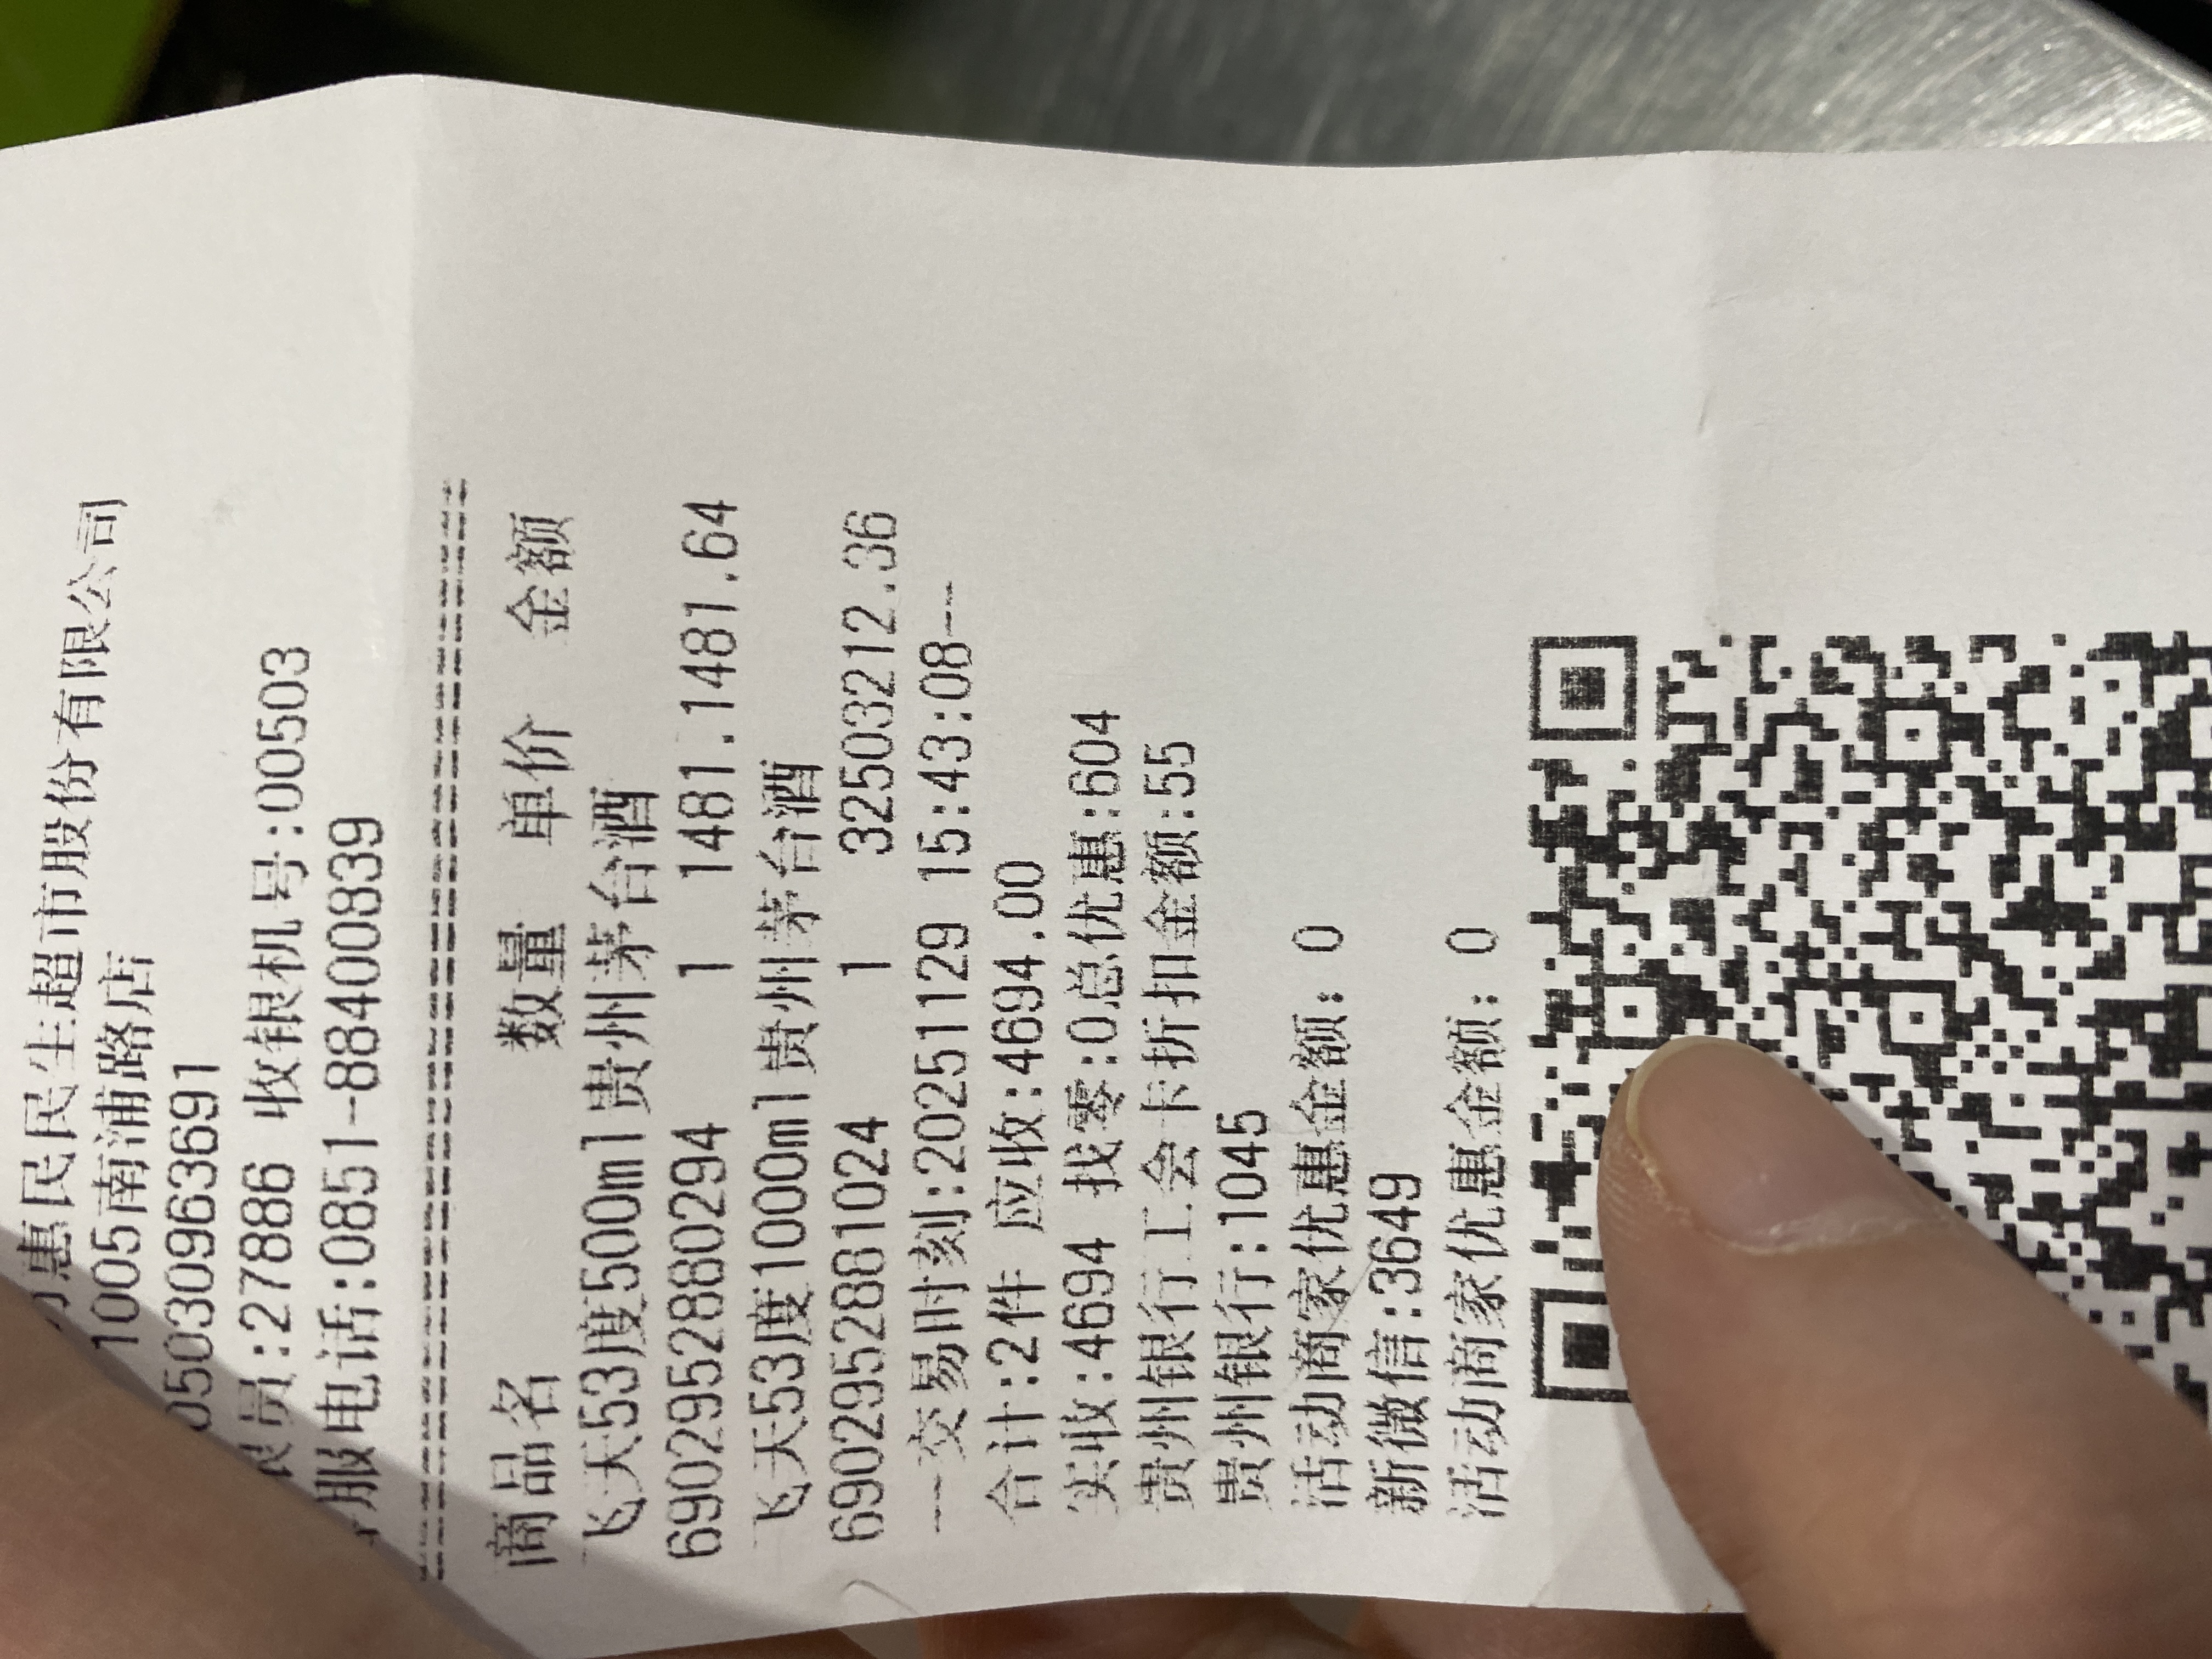 惠民民生超市股份有限公司
1005南浦路店
05030963691
员:27886 收银机号:00503
服电话:0851-88400839
商品名 数量 单价 金额
飞天53度500ml贵州茅台酒
6902952880294 1 1481.1481.64
飞天53度1000ml贵州茅台酒
6902952881024 1 32503212.36
--交易时刻:20251129 15:43:08--
合计:2件 应收:4694.00
实收:4694 找零:0总优惠:604
贵州银行工会卡折扣金额:55
贵州银行:1045
活动商家优惠金额: 0
新微信:3649
活动商家优惠金额: 0